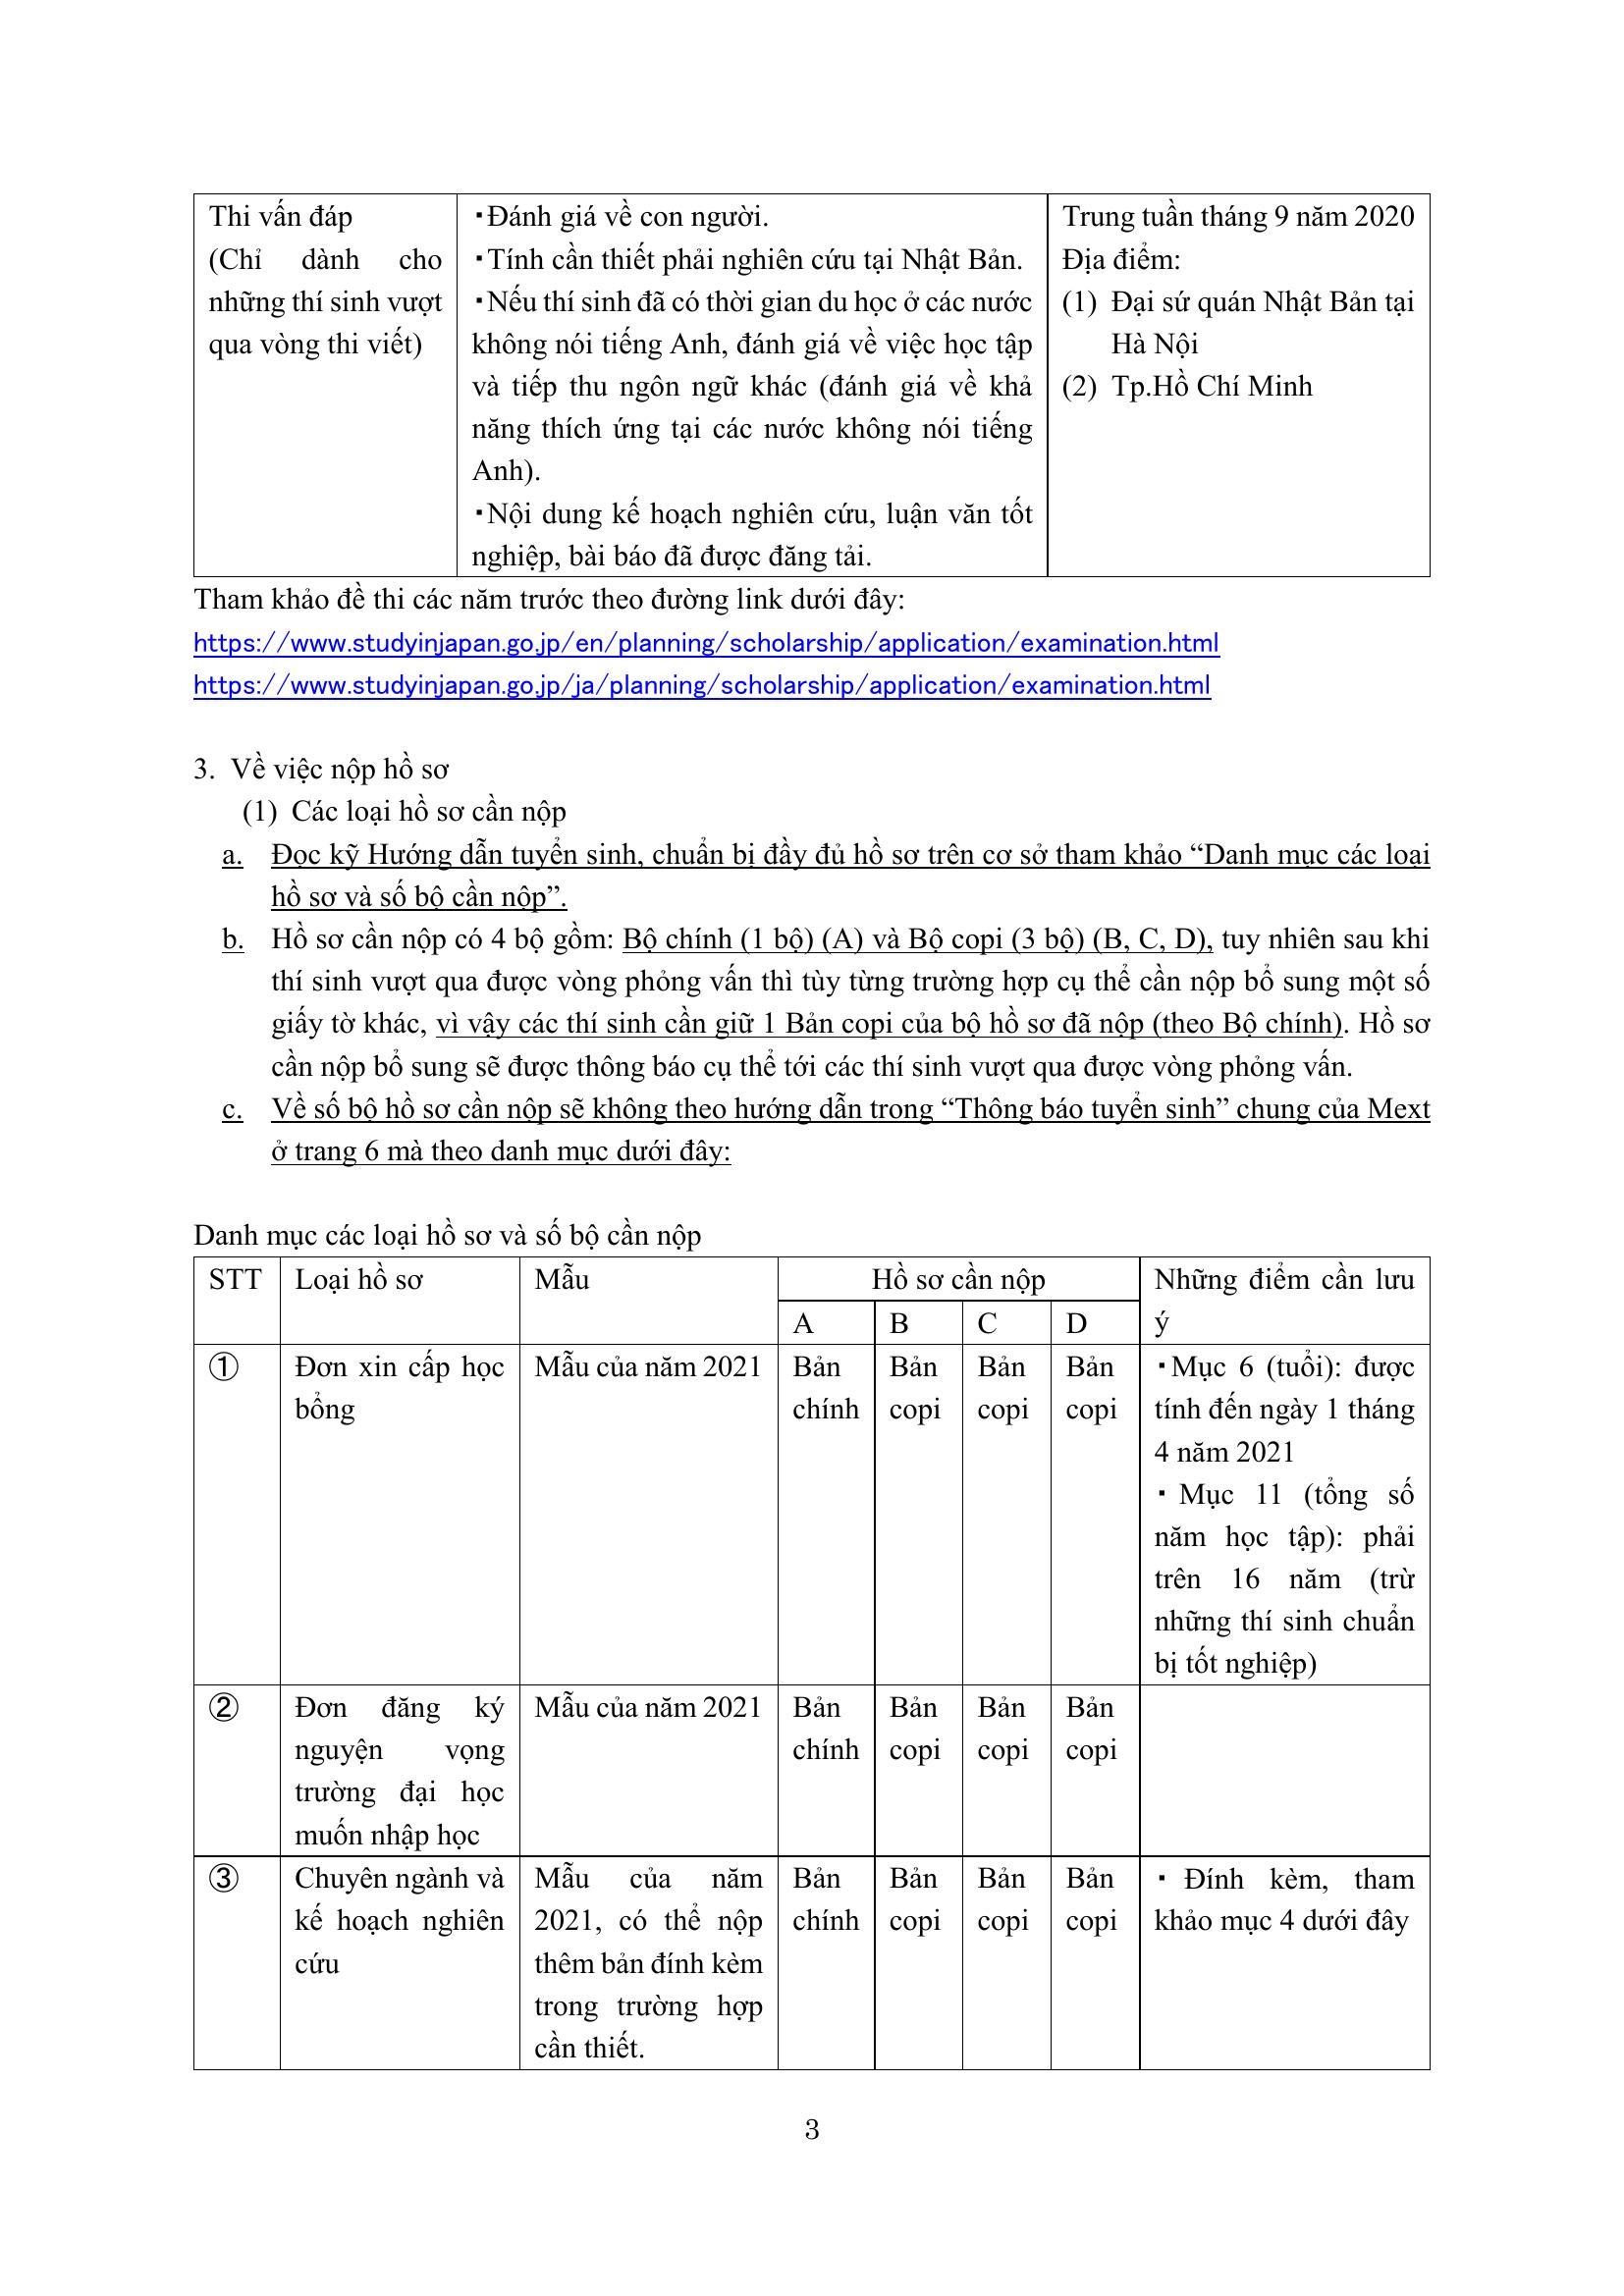 Thi vấn đáp
(Chỉ dành cho
những thí sinh vượt
qua vòng thi viết)
・Đánh giá về con người.
・Tính cần thiết phải nghiên cứu tại Nhật Bản.
・Nếu thí sinh đã có thời gian du học ở các nước
không nói tiếng Anh, đánh giá về việc học tập
và tiếp thu ngôn ngữ khác (đánh giá về khả
năng thích ứng tại các nước không nói tiếng
Anh).
・Nội dung kế hoạch nghiên cứu, luận văn tốt
nghiệp, bài báo đã được đăng tải.
Trung tuần tháng 9 năm 2020
Địa điểm:
(1) Đại sứ quán Nhật Bản tại
Hà Nội
(2) Tp.Hồ Chí Minh
Tham khảo đề thi các năm trước theo đường link dưới đây:
https://www.studyinjapan.go.jp/en/planning/scholarship/application/examination.html
https://www.studyinjapan.go.jp/ja/planning/scholarship/application/examination.html
3. Về việc nộp hồ sơ
(1) Các loại hồ sơ cần nộp
a. Đọc kỹ Hướng dẫn tuyển sinh, chuẩn bị đầy đủ hồ sơ trên cơ sở tham khảo “Danh mục các loại
hồ sơ và số bộ cần nộp”.
b. Hồ sơ cần nộp có 4 bộ gồm: Bộ chính (1 bộ) (A) và Bộ copi (3 bộ) (B, C, D), tuy nhiên sau khi
thí sinh vượt qua được vòng phỏng vấn thì tùy từng trường hợp cụ thể cần nộp bổ sung một số
giấy tờ khác, vì vậy các thí sinh cần giữ 1 Bản copi của bộ hồ sơ đã nộp (theo Bộ chính). Hồ sơ
cần nộp bổ sung sẽ được thông báo cụ thể tới các thí sinh vượt qua được vòng phỏng vấn.
c. Về số bộ hồ sơ cần nộp sẽ không theo hướng dẫn trong “Thông báo tuyển sinh” chung của Mext
ở trang 6 mà theo danh mục dưới đây:
Danh mục các loại hồ sơ và số bộ cần nộp
STT
Loại hồ sơ
Mẫu
Hồ sơ cần nộp
A
B
C
D
Những điểm cần lưu
ý
①
Đơn xin cấp học
bổng
Mẫu của năm 2021
Bản
chính
Bản
copi
Bản
copi
Bản
copi
・Mục 6 (tuổi): được
tính đến ngày 1 tháng
4 năm 2021
・Mục 11 (tổng số
năm học tập): phải
trên 16 năm (trừ
những thí sinh chuẩn
bị tốt nghiệp)
②
Đơn đăng ký
nguyện vọng
trường đại học
muốn nhập học
Mẫu của năm 2021
Bản
chính
Bản
copi
Bản
copi
Bản
copi
③
Chuyên ngành và
kế hoạch nghiên
cứu
Mẫu của năm
2021, có thể nộp
thêm bản đính kèm
trong trường hợp
cần thiết.
Bản
chính
Bản
copi
Bản
copi
Bản
copi
・Đính kèm, tham
khảo mục 4 dưới đây
3